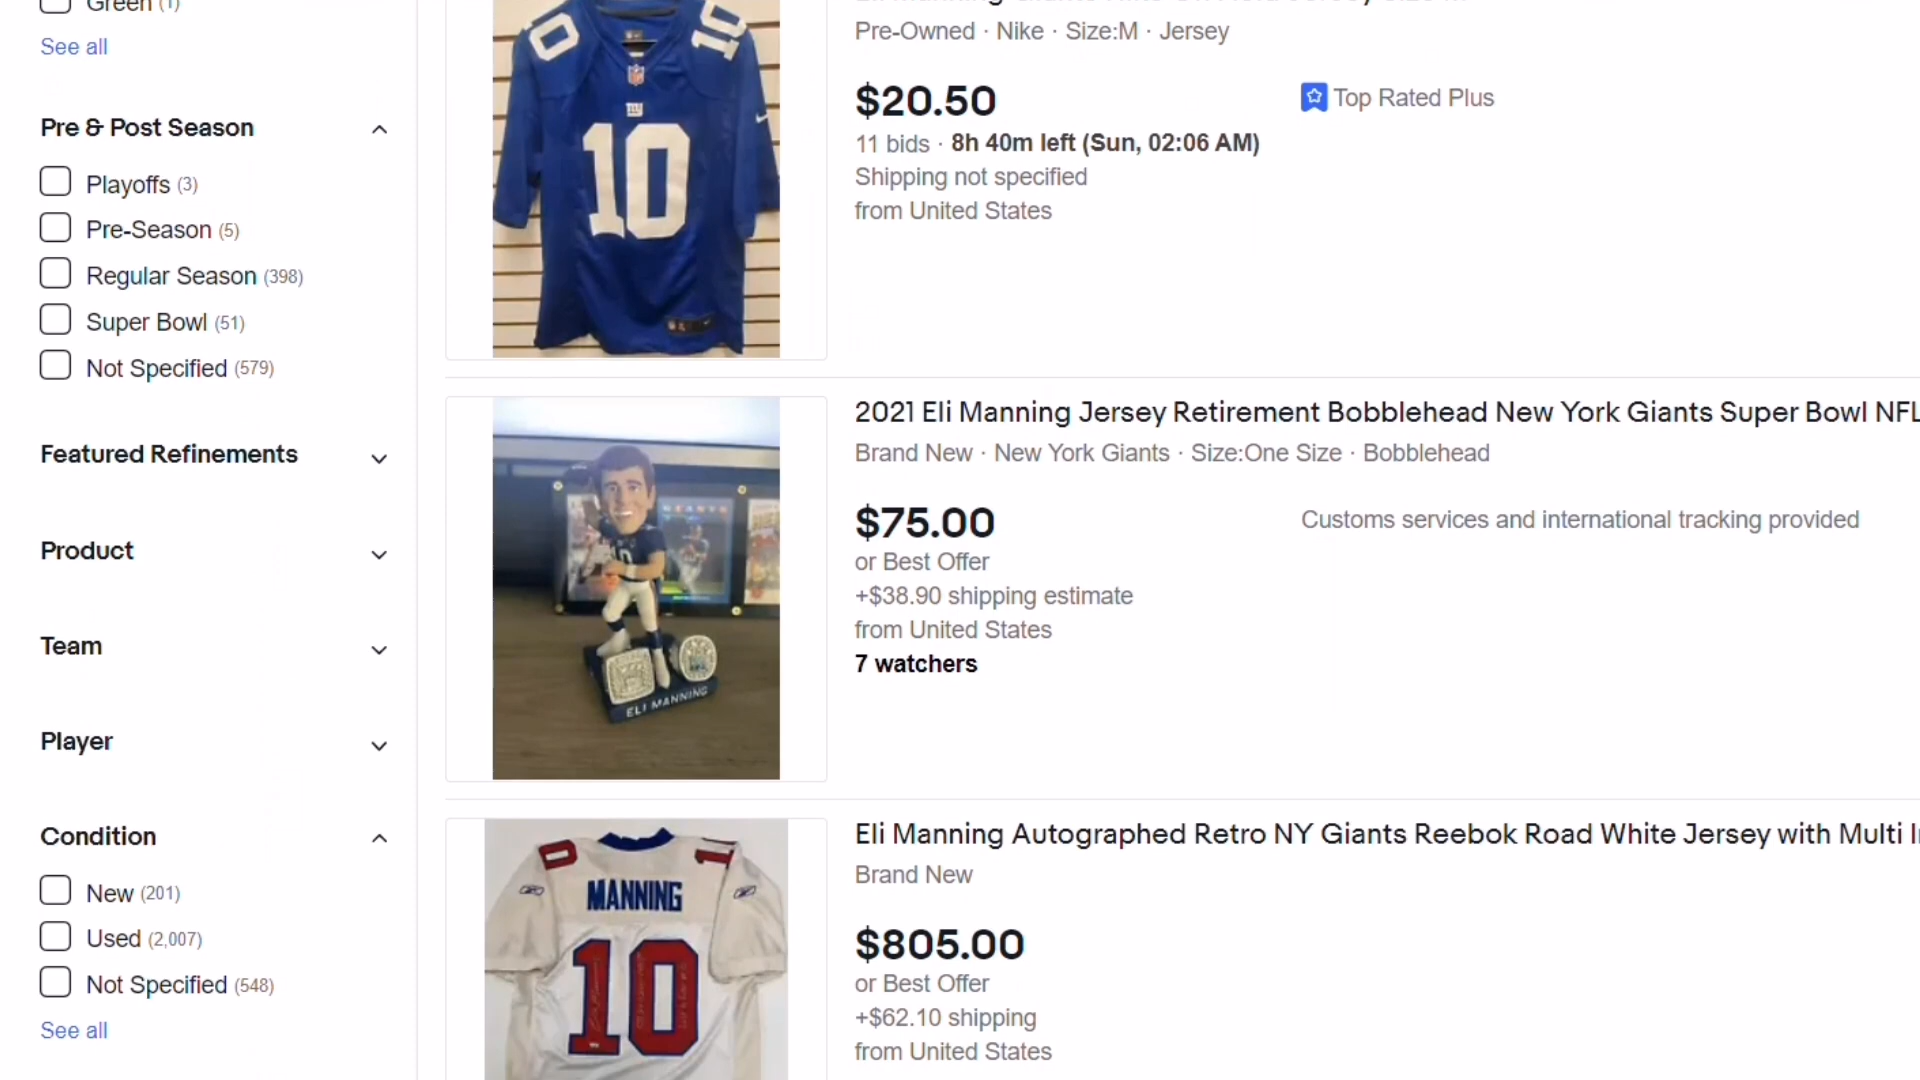 Green (1)
See all
Pre & Post Season
Playoffs (3)
Pre-Season (5)
Regular Season (398)
Super Bowl (51)
Not Specified (579)
Featured Refinements
Product
Team
Player
Condition
New (201)
Used (2,007)
Not Specified (548)
See all
10
10
10
Pre-Owned · Nike · Size:M · Jersey
$20.50
Top Rated Plus
11 bids · 8h 40m left (Sun, 02:06 AM)
Shipping not specified
from United States
ELI MANNING
2021 Eli Manning Jersey Retirement Bobblehead New York Giants Super Bowl NFL
Brand New · New York Giants · Size:One Size · Bobblehead
$75.00
Customs services and international tracking provided
or Best Offer
+$38.90 shipping estimate
from United States
7 watchers
MANNING
10
Eli Manning Autographed Retro NY Giants Reebok Road White Jersey with Multi
Brand New
$805.00
or Best Offer
+$62.10 shipping
from United States